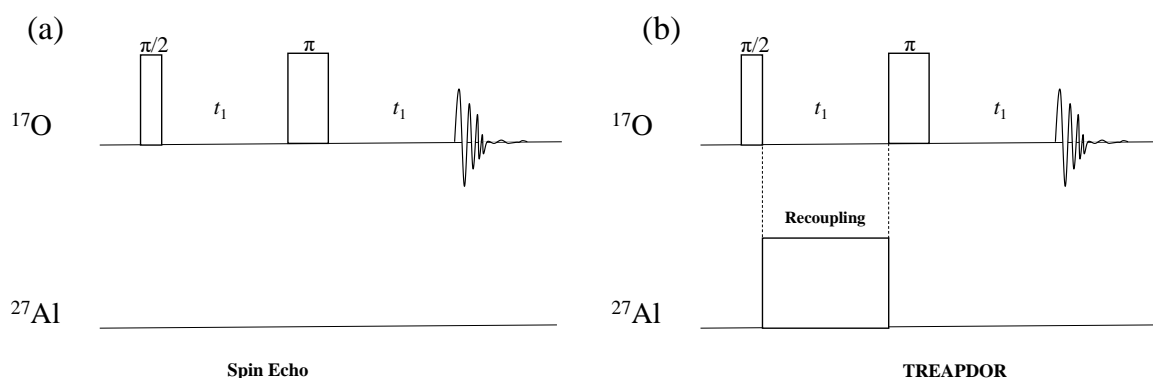 (a)
π/2
π
t₁
t₁
¹⁷O
²⁷Al
Spin Echo
(b)
π/2
π
t₁
t₁
¹⁷O
Recoupling
²⁷Al
TREAPDOR